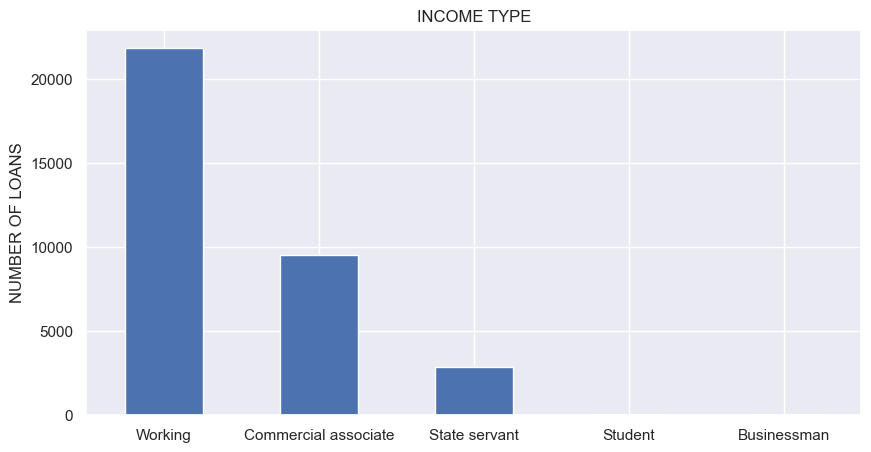 INCOME TYPE
NUMBER OF LOANS
20000
15000
10000
5000
0
Working Commercial associate State servant Student Businessman